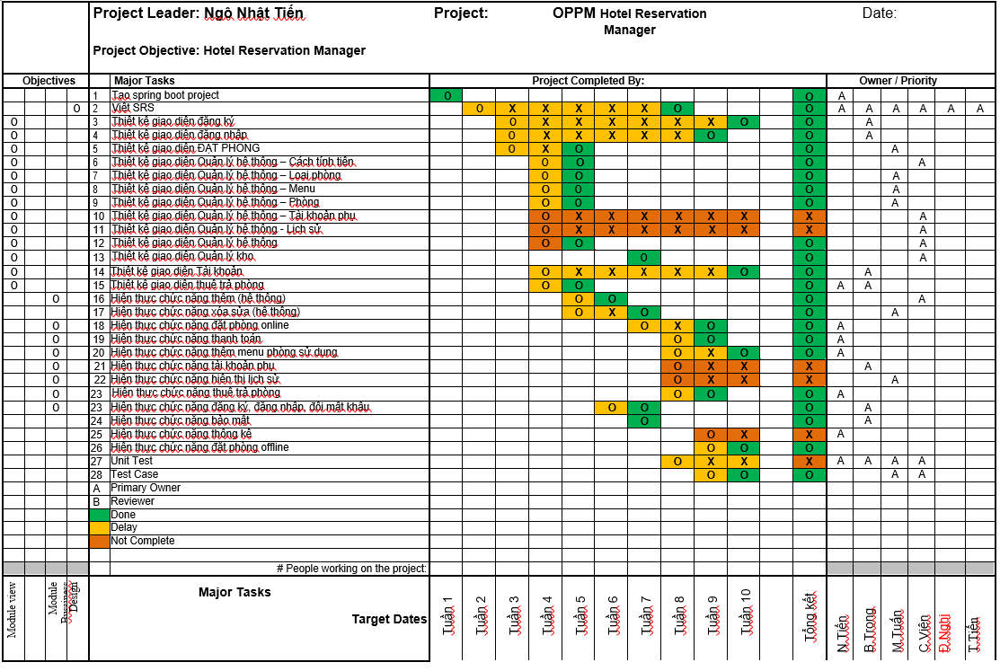 Project Leader: Ngô Nhật Tiến Project: OPPM Hotel Reservation Manager Date:
Project Objective: Hotel Reservation Manager
Objectives Major Tasks Project Completed By: Owner / Priority
1 Tạo spring boot project O O A
O 2 Viết SRS O X X X X X O O A A A A A A
O 3 Thiết kế giao diện đăng ký O X X X X X X O O A
O 4 Thiết kế giao diện đăng nhập O X X X X X O O A
O 5 Thiết kế giao diện ĐẶT PHÒNG O X O O A
O 6 Thiết kế giao diện Quản lý hệ thống – Cách tính tiền O O O A
O 7 Thiết kế giao diện Quản lý hệ thống – Loại phòng O O O A
O 8 Thiết kế giao diện Quản lý hệ thống – Menu O O O A
O 9 Thiết kế giao diện Quản lý hệ thống – Phòng O O O A
O 10 Thiết kế giao diện Quản lý hệ thống – Tài khoản phụ O X X X X X X X A
O 11 Thiết kế giao diện Quản lý hệ thống - Lịch sử O X X X X X X X A
O 12 Thiết kế giao diện Quản lý hệ thống O O O A
O 13 Thiết kế giao diện Quản lý kho O O A
O 14 Thiết kế giao diện Tài khoản O X X X X X O O A
O 15 Thiết kế giao diện thuê trả phòng O O O A A
O 16 Hiện thực chức năng thêm (hệ thống) O O O A
17 Hiện thực chức năng xóa sửa (hệ thống) O X O O A
O 18 Hiện thực chức năng đặt phòng online O X O O A
O 19 Hiện thực chức năng thanh toán O O O A
O 20 Hiện thực chức năng thêm menu phòng sử dụng O X O O A
O 21 Hiện thực chức năng tài khoản phụ O X X X A
O 22 Hiện thực chức năng hiển thị lịch sử O X X X A
O 23 Hiện thực chức năng thuê trả phòng O O O A
O 23 Hiện thực chức năng đăng ký, đăng nhập, đổi mật khẩu O O O A
24 Hiện thực chức năng bảo mật O O A
25 Hiện thực chức năng thống kê O X X A
26 Hiện thực chức năng đặt phòng offline O O O
27 Unit Test O X X X A A A A
28 Test Case O O O A A
A Primary Owner
B Reviewer
Done
Delay
Not Complete
# People working on the project:
Major Tasks
Target Dates
Module view
Module Bussiness
Design
Tuần 1
Tuần 2
Tuần 3
Tuần 4
Tuần 5
Tuần 6
Tuần 7
Tuần 8
Tuần 9
Tuần 10
Tổng kết
N.Tiến
B.Trọng
M.Tuấn
C.Viên
Đ.Nghị
T.Tiến